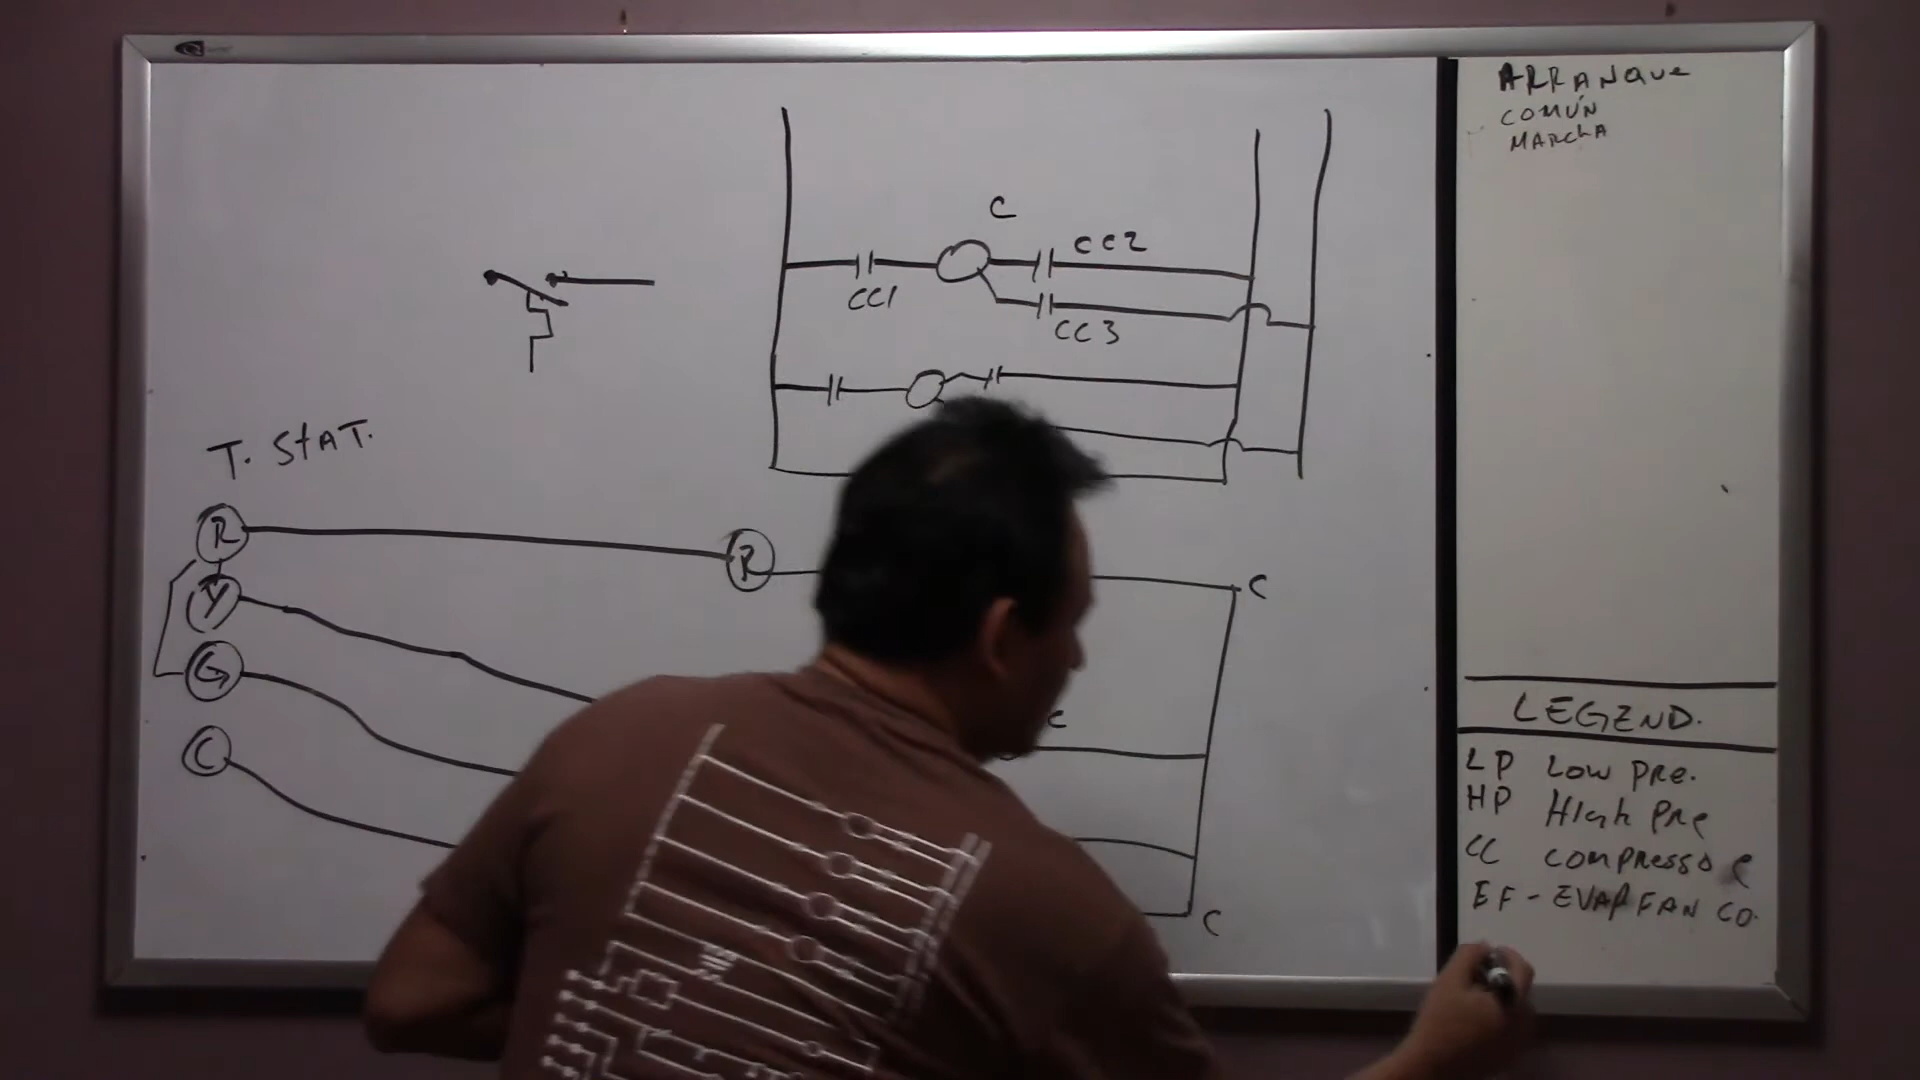 ARRANQUE
COMÚN
MARCHA
C
CC2
CC1
CC3
T. STAT.
R
R
C
Y
G
C
C
C
LEGEND.
LP LOW PRE.
HP HIGH PRE
CC COMPRESSO
EF - EVAP FAN CO.